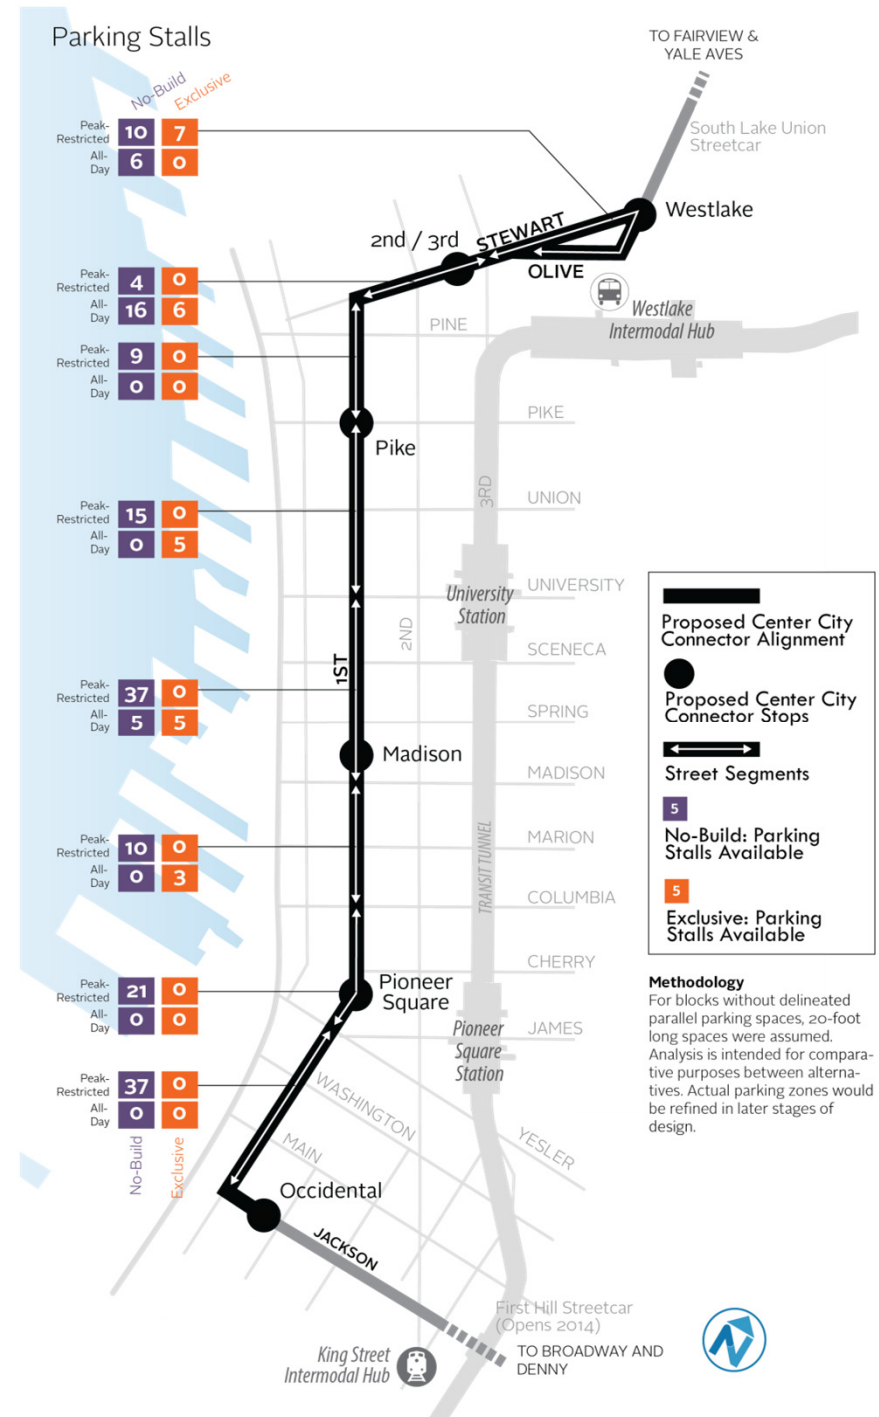 Parking Stalls
No-Build
Exclusive
Peak-
Restricted
10 7
All-
Day
6 0
Peak-
Restricted
4 0
All-
Day
16 6
Peak-
Restricted
9 0
All-
Day
0 0
Peak-
Restricted
15 0
All-
Day
0 5
Peak-
Restricted
37 0
All-
Day
5 5
Peak-
Restricted
10 0
All-
Day
0 3
Peak-
Restricted
21 0
All-
Day
0 0
Peak-
Restricted
37 0
All-
Day
0 0
No-Build
Exclusive
TO FAIRVIEW &
YALE AVES
South Lake Union
Streetcar
Westlake
2nd / 3rd
STEWART
OLIVE
Westlake
Intermodal Hub
PINE
PIKE
Pike
3RD
UNION
UNIVERSITY
University
Station
2ND
SCENECA
1ST
SPRING
Madison
MADISON
TRANSIT TUNNEL
MARION
COLUMBIA
CHERRY
Pioneer
Square
JAMES
Pioneer
Square
Station
WASHINGTON
YESLER
MAIN
Occidental
JACKSON
First Hill Streetcar
(Opens 2014)
TO BROADWAY AND
DENNY
King Street
Intermodal Hub
Proposed Center City
Connector Alignment
Proposed Center City
Connector Stops
Street Segments
5
No-Build: Parking
Stalls Available
5
Exclusive: Parking
Stalls Available
Methodology
For blocks without delineated
parallel parking spaces, 20-foot
long spaces were assumed.
Analysis is intended for compara-
tive purposes between alterna-
tives. Actual parking zones would
be refined in later stages of
design.
N